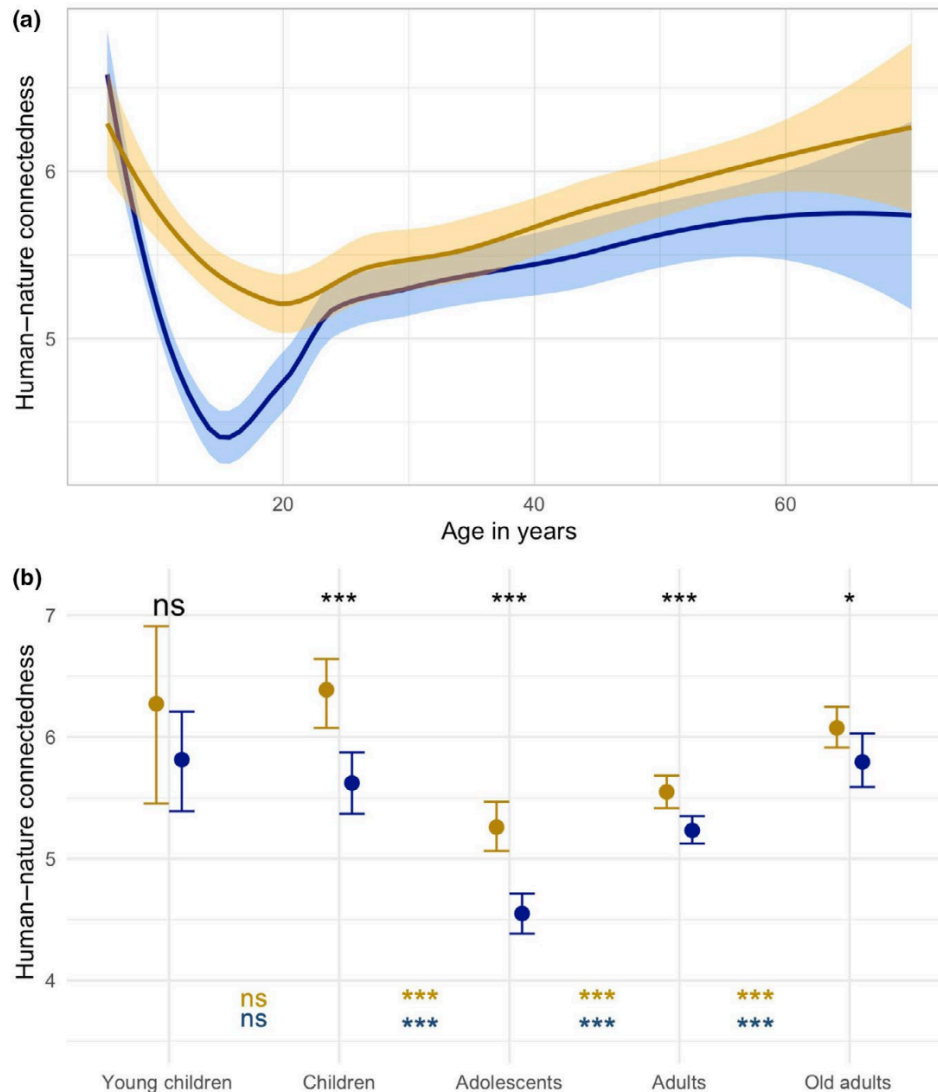 (a)
Human−nature connectedness
6
5
20 40 60
Age in years
(b)
Human−nature connectedness
ns *** *** *** *
7
6
5
4
ns *** *** ***
ns *** *** ***
Young children Children Adolescents Adults Old adults